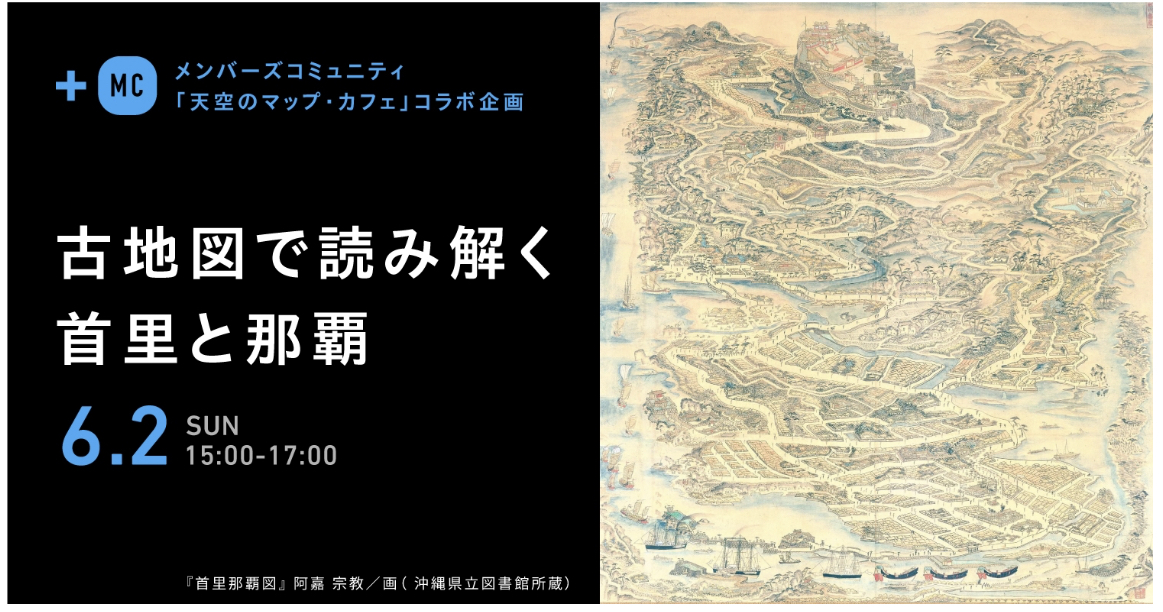 + MC
メンバーズコミュニティ
「天空のマップ・カフェ」コラボ企画
古地図で読み解く
首里と那覇
6.2 SUN
15:00-17:00
『首里那覇図』阿嘉 宗教／画（ 沖縄県立図書館所蔵）